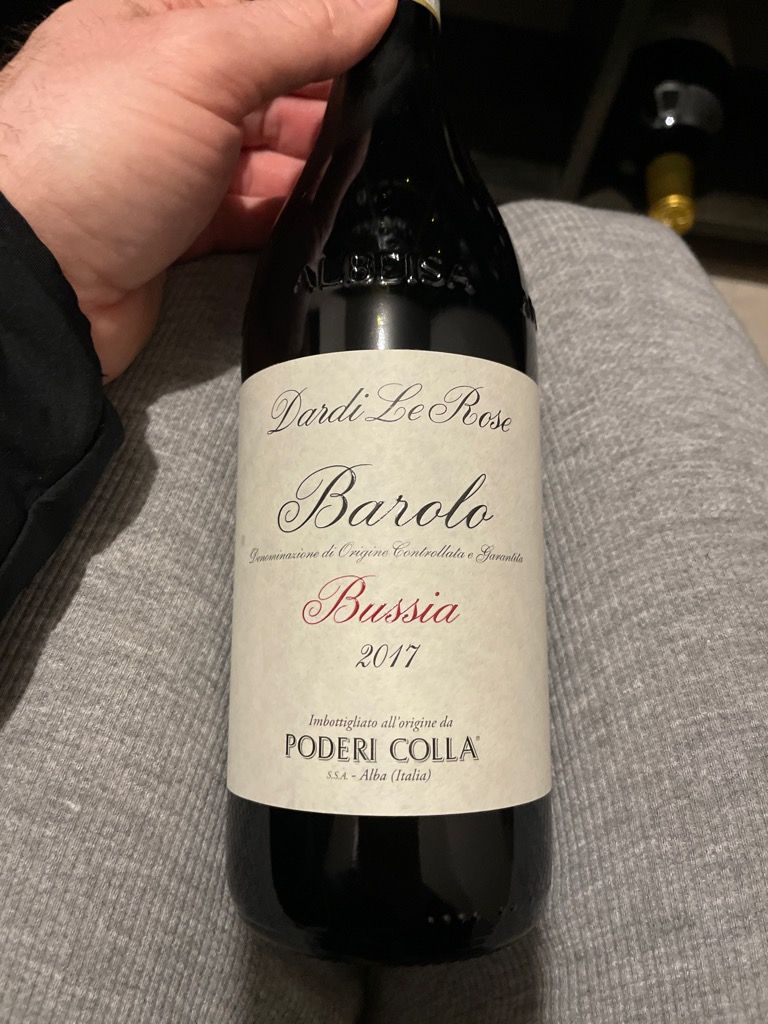 ALBEISA
Dardi Le Rose
Barolo
Denominazione di Origine Controllata e Garantita
Bussia
2017
Imbottigliato all'origine da
PODERI COLLA®
S.S.A. - Alba (Italia)